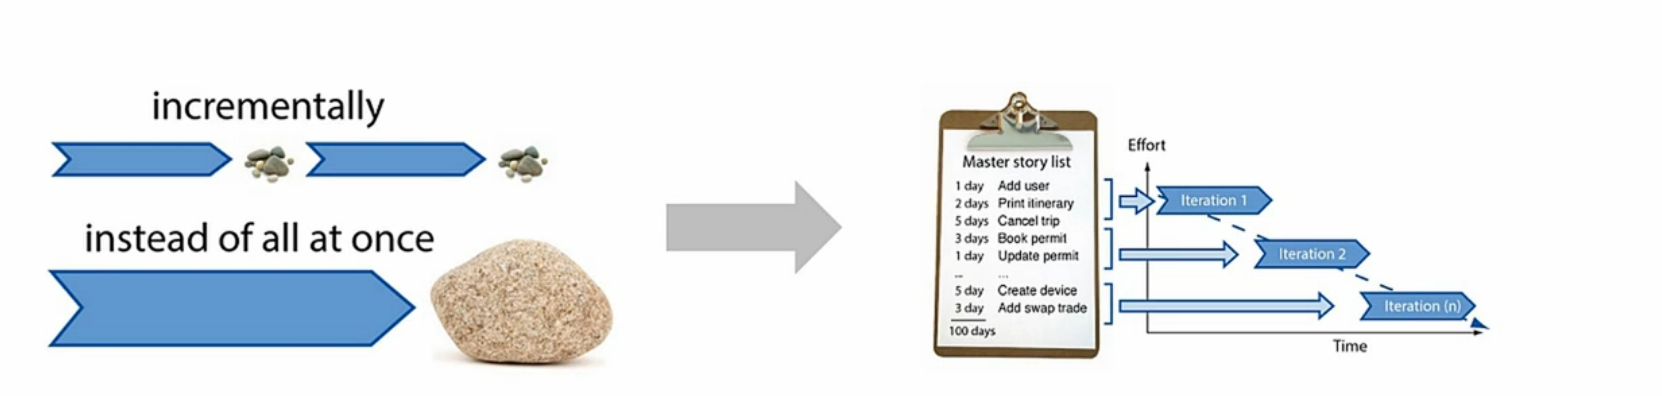 incrementally
instead of all at once
Master story list
1 day Add user
2 days Print itinerary
5 days Cancel trip
3 days Book permit
1 day Update permit
... ...
5 day Create device
3 day Add swap trade
100 days
Effort
Iteration 1
Iteration 2
Iteration (n)
Time